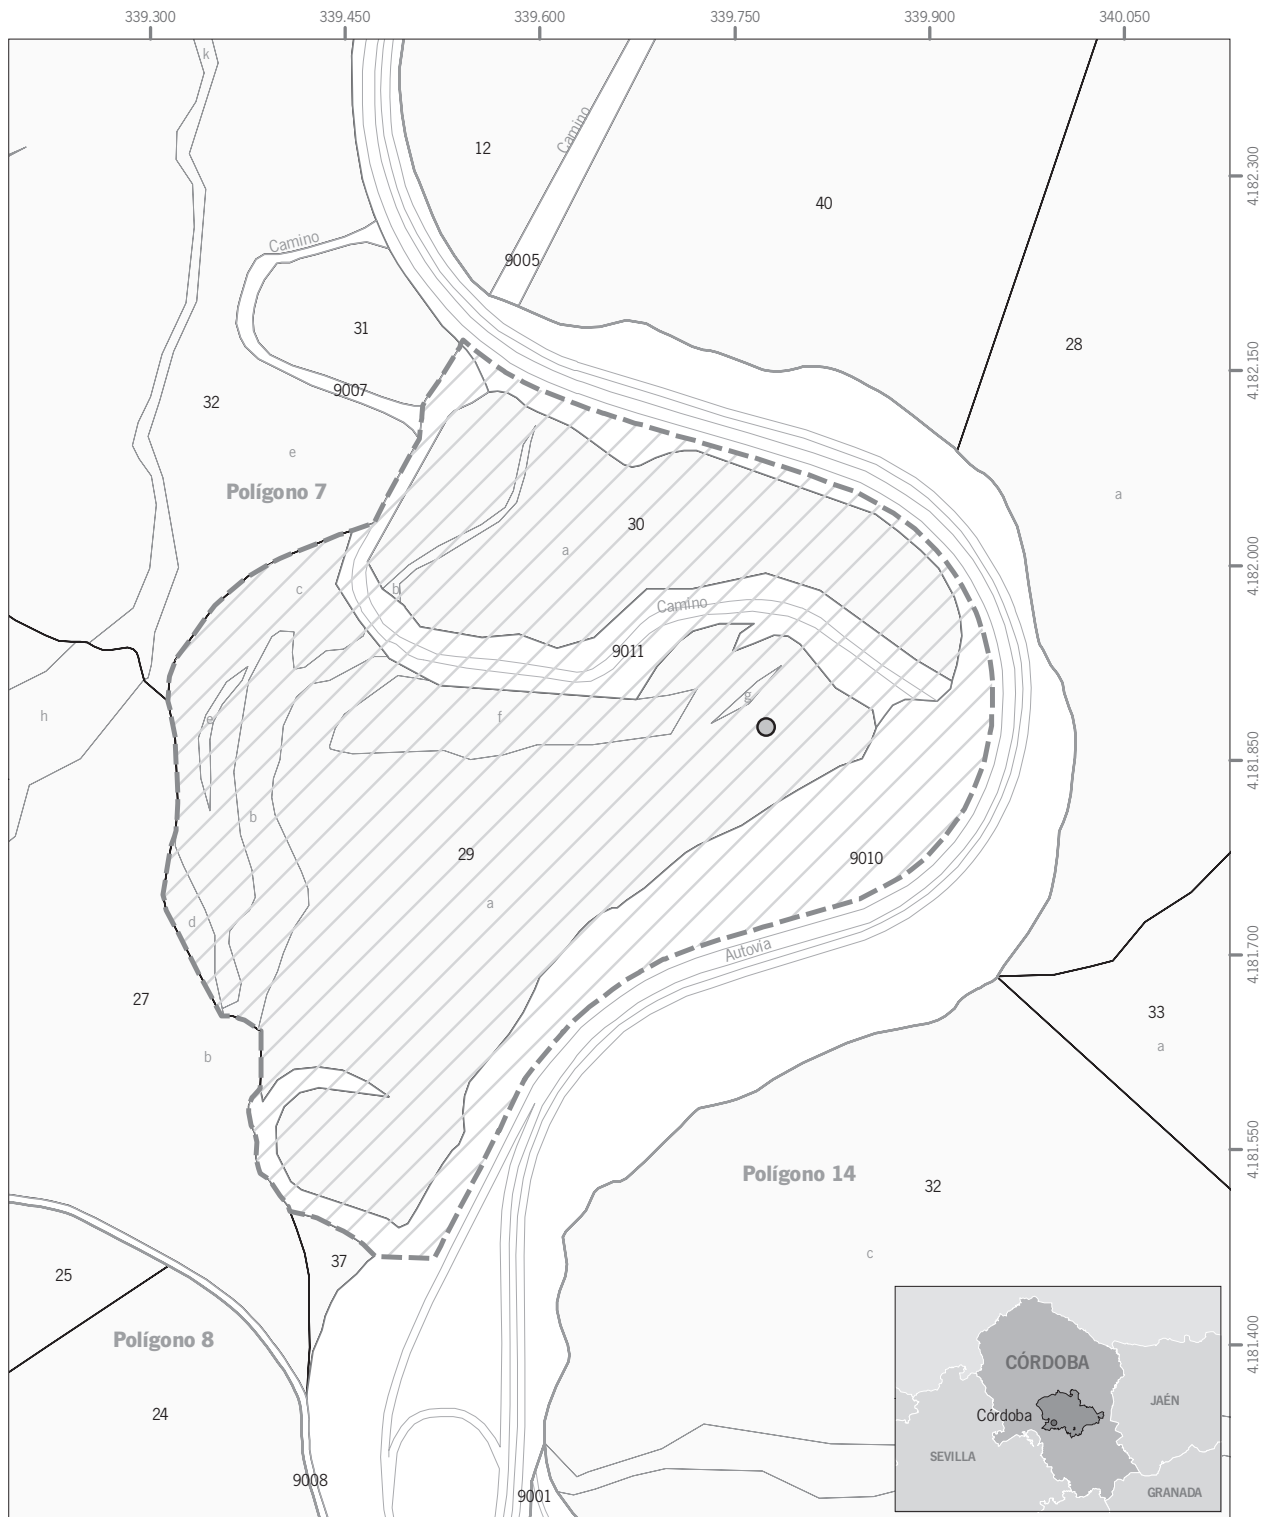 339.300 339.450 339.600 339.750 339.900 340.050
k
Camino
12
4.182.300
40
Camino
9005
31
28
4.182.150
9007
32
e
Polígono 7
a
30
a
4.182.000
c
b
Camino
9011
g
h
f
e
4.181.850
b
29
9010
a
d
Autovía
4.181.700
27
33
a
b
4.181.550
Polígono 14
32
c
37
25
Polígono 8
4.181.400
CÓRDOBA
JAÉN
24
Córdoba
SEVILLA
9008
9001
GRANADA